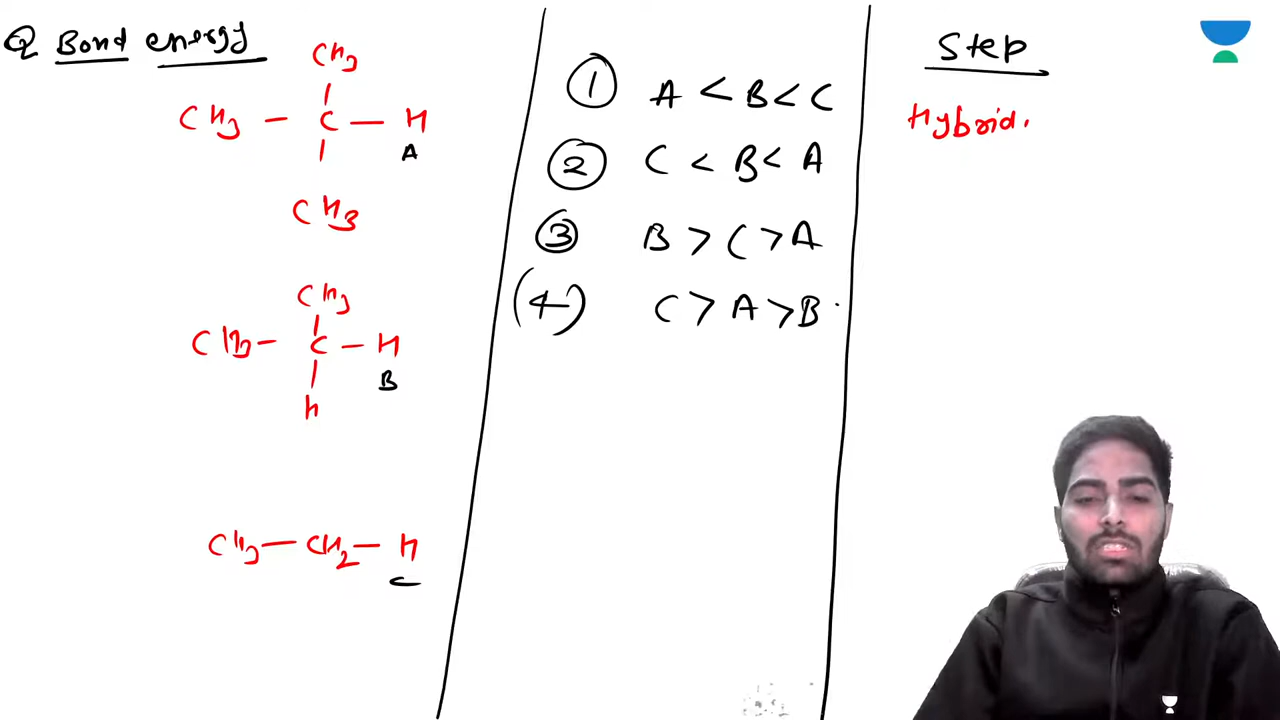 Q Bond energy
CH3
CH3 - C - H
A
CH3
CH3
CH3 - C - H
B
H
CH3 - CH2 - H
C
① A < B < C
② C < B < A
③ B > C > A
(4) C > A > B
Step
Hybrid.